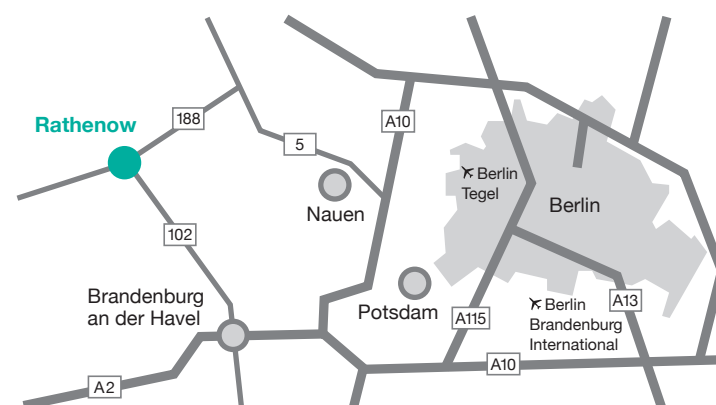 Rathenow
188
5
A10
Berlin
Tegel
Berlin
Nauen
102
Brandenburg
an der Havel
Potsdam
A115
Berlin
Brandenburg
International
A13
A10
A2